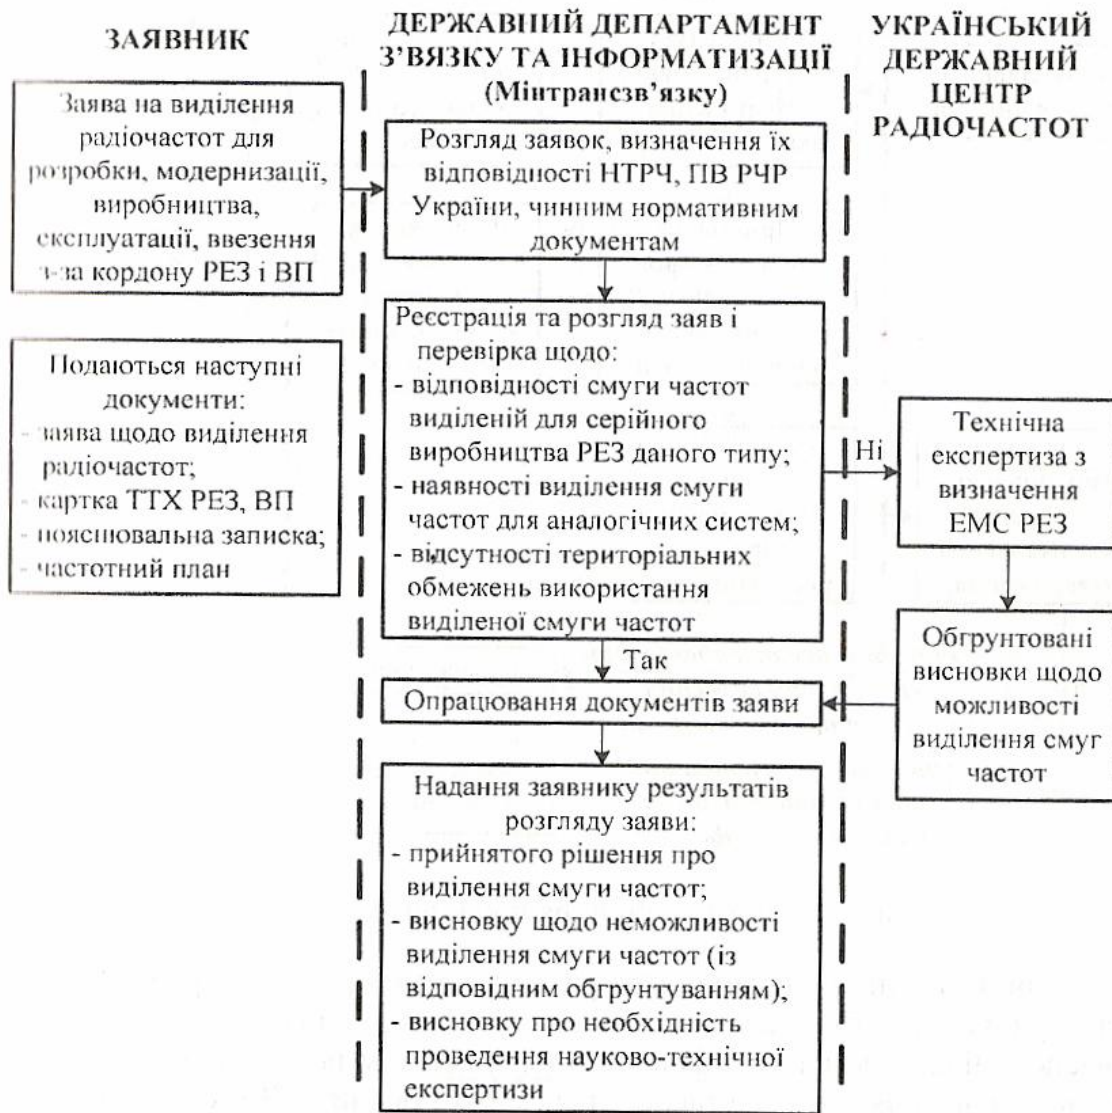 ЗАЯВНИК
Заява на виділення
радіочастот для
розробки, модернизації,
виробництва,
експлуатації, ввезення
з-за кордону РЕЗ і ВП
Подаються наступні
документи:
- заява щодо виділення
радіочастот;
- картка ТТХ РЕЗ, ВП
- пояснювальна записка;
- частотний план
ДЕРЖАВНИЙ ДЕПАРТАМЕНТ
З’ВЯЗКУ ТА ІНФОРМАТИЗАЦІЇ
(Мінтрансзв’язку)
Розгляд заявок, визначення їх
відповідності НТРЧ, ПВ РЧР
України, чинним нормативним
документам
Реєстрація та розгляд заяв і
перевірка щодо:
- відповідності смуги частот
виділеній для серійного
виробництва РЕЗ даного типу;
- наявності виділення смуги
частот для аналогічних систем;
- відсутності територіальних
обмежень використання
виділеної смуги частот
Ні
Так
Опрацювання документів заяви
Надання заявнику результатів
розгляду заяви:
- прийнятого рішення про
виділення смуги частот;
- висновку щодо неможливості
виділення смуги частот (із
відповідним обгрунтуванням);
- висновку про необхідність
проведення науково-технічної
експертизи
УКРАЇНСЬКИЙ
ДЕРЖАВНИЙ
ЦЕНТР
РАДІОЧАСТОТ
Технічна
експертиза з
визначення
ЕМС РЕЗ
Обгрунтовані
висновки щодо
можливості
виділення смуг
частот